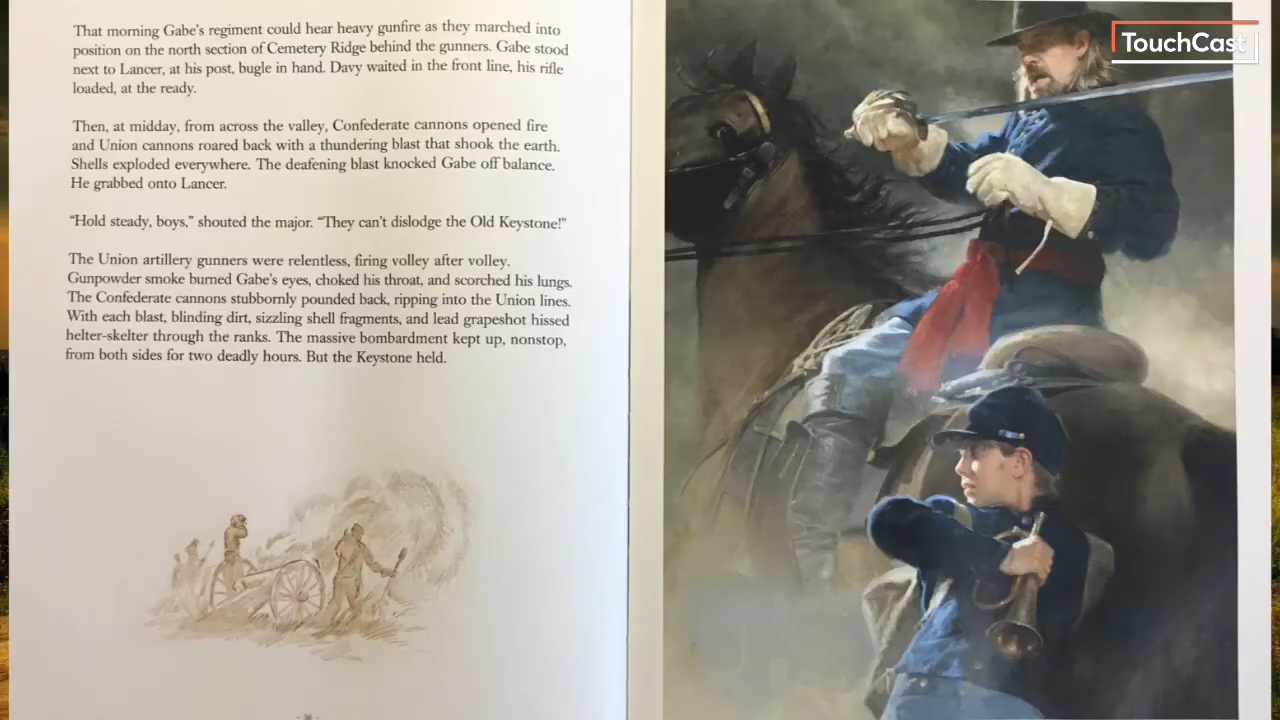 That morning Gabe's regiment could hear heavy gunfire as they marched into
position on the north section of Cemetery Ridge behind the gunners. Gabe stood
next to Lancer, at his post, bugle in hand. Davy waited in the front line, his rifle
loaded, at the ready.
Then, at midday, from across the valley, Confederate cannons opened fire
and Union cannons roared back with a thundering blast that shook the earth.
Shells exploded everywhere. The deafening blast knocked Gabe off balance.
He grabbed onto Lancer.
“Hold steady, boys,” shouted the major. “They can't dislodge the Old Keystone!”
The Union artillery gunners were relentless, firing volley after volley.
Gunpowder smoke burned Gabe's eyes, choked his throat, and scorched his lungs.
The Confederate cannons stubbornly pounded back, ripping into the Union lines.
With each blast, blinding dirt, sizzling shell fragments, and lead grapeshot hissed
helter-skelter through the ranks. The massive bombardment kept up, nonstop,
from both sides for two deadly hours. But the Keystone held.
TouchCast